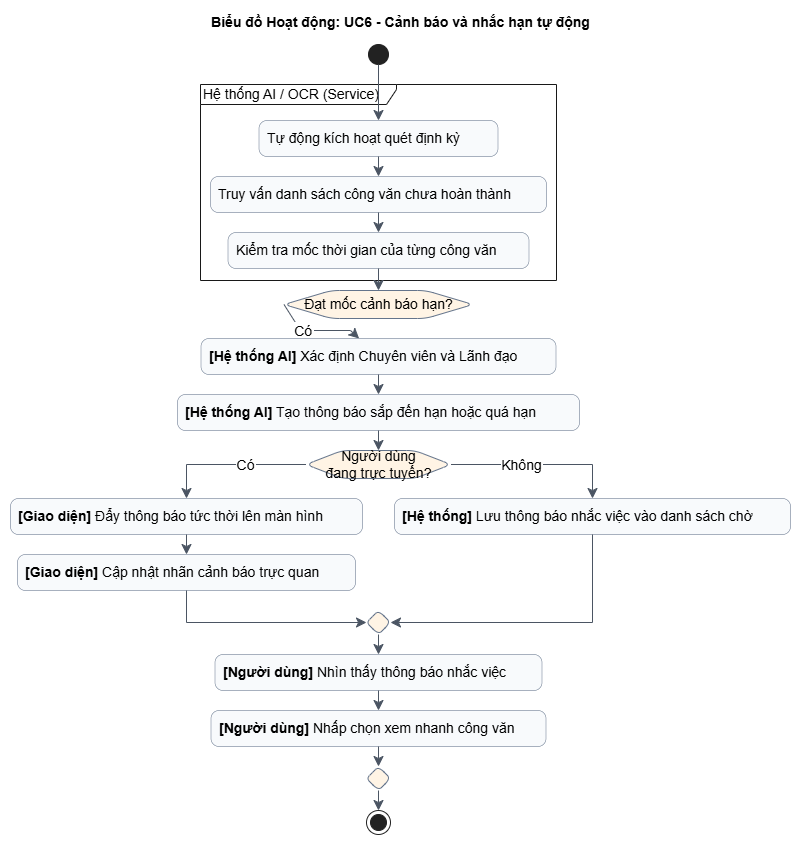 Biểu đồ Hoạt động: UC6 - Cảnh báo và nhắc hạn tự động
Hệ thống AI / OCR (Service)
Tự động kích hoạt quét định kỳ
Truy vấn danh sách công văn chưa hoàn thành
Kiểm tra mốc thời gian của từng công văn
Đạt mốc cảnh báo hạn?
Có
[Hệ thống AI] Xác định Chuyên viên và Lãnh đạo
[Hệ thống AI] Tạo thông báo sắp đến hạn hoặc quá hạn
Người dùng
đang trực tuyến?
Có
Không
[Giao diện] Đẩy thông báo tức thời lên màn hình
[Hệ thống] Lưu thông báo nhắc việc vào danh sách chờ
[Giao diện] Cập nhật nhãn cảnh báo trực quan
[Người dùng] Nhìn thấy thông báo nhắc việc
[Người dùng] Nhấp chọn xem nhanh công văn